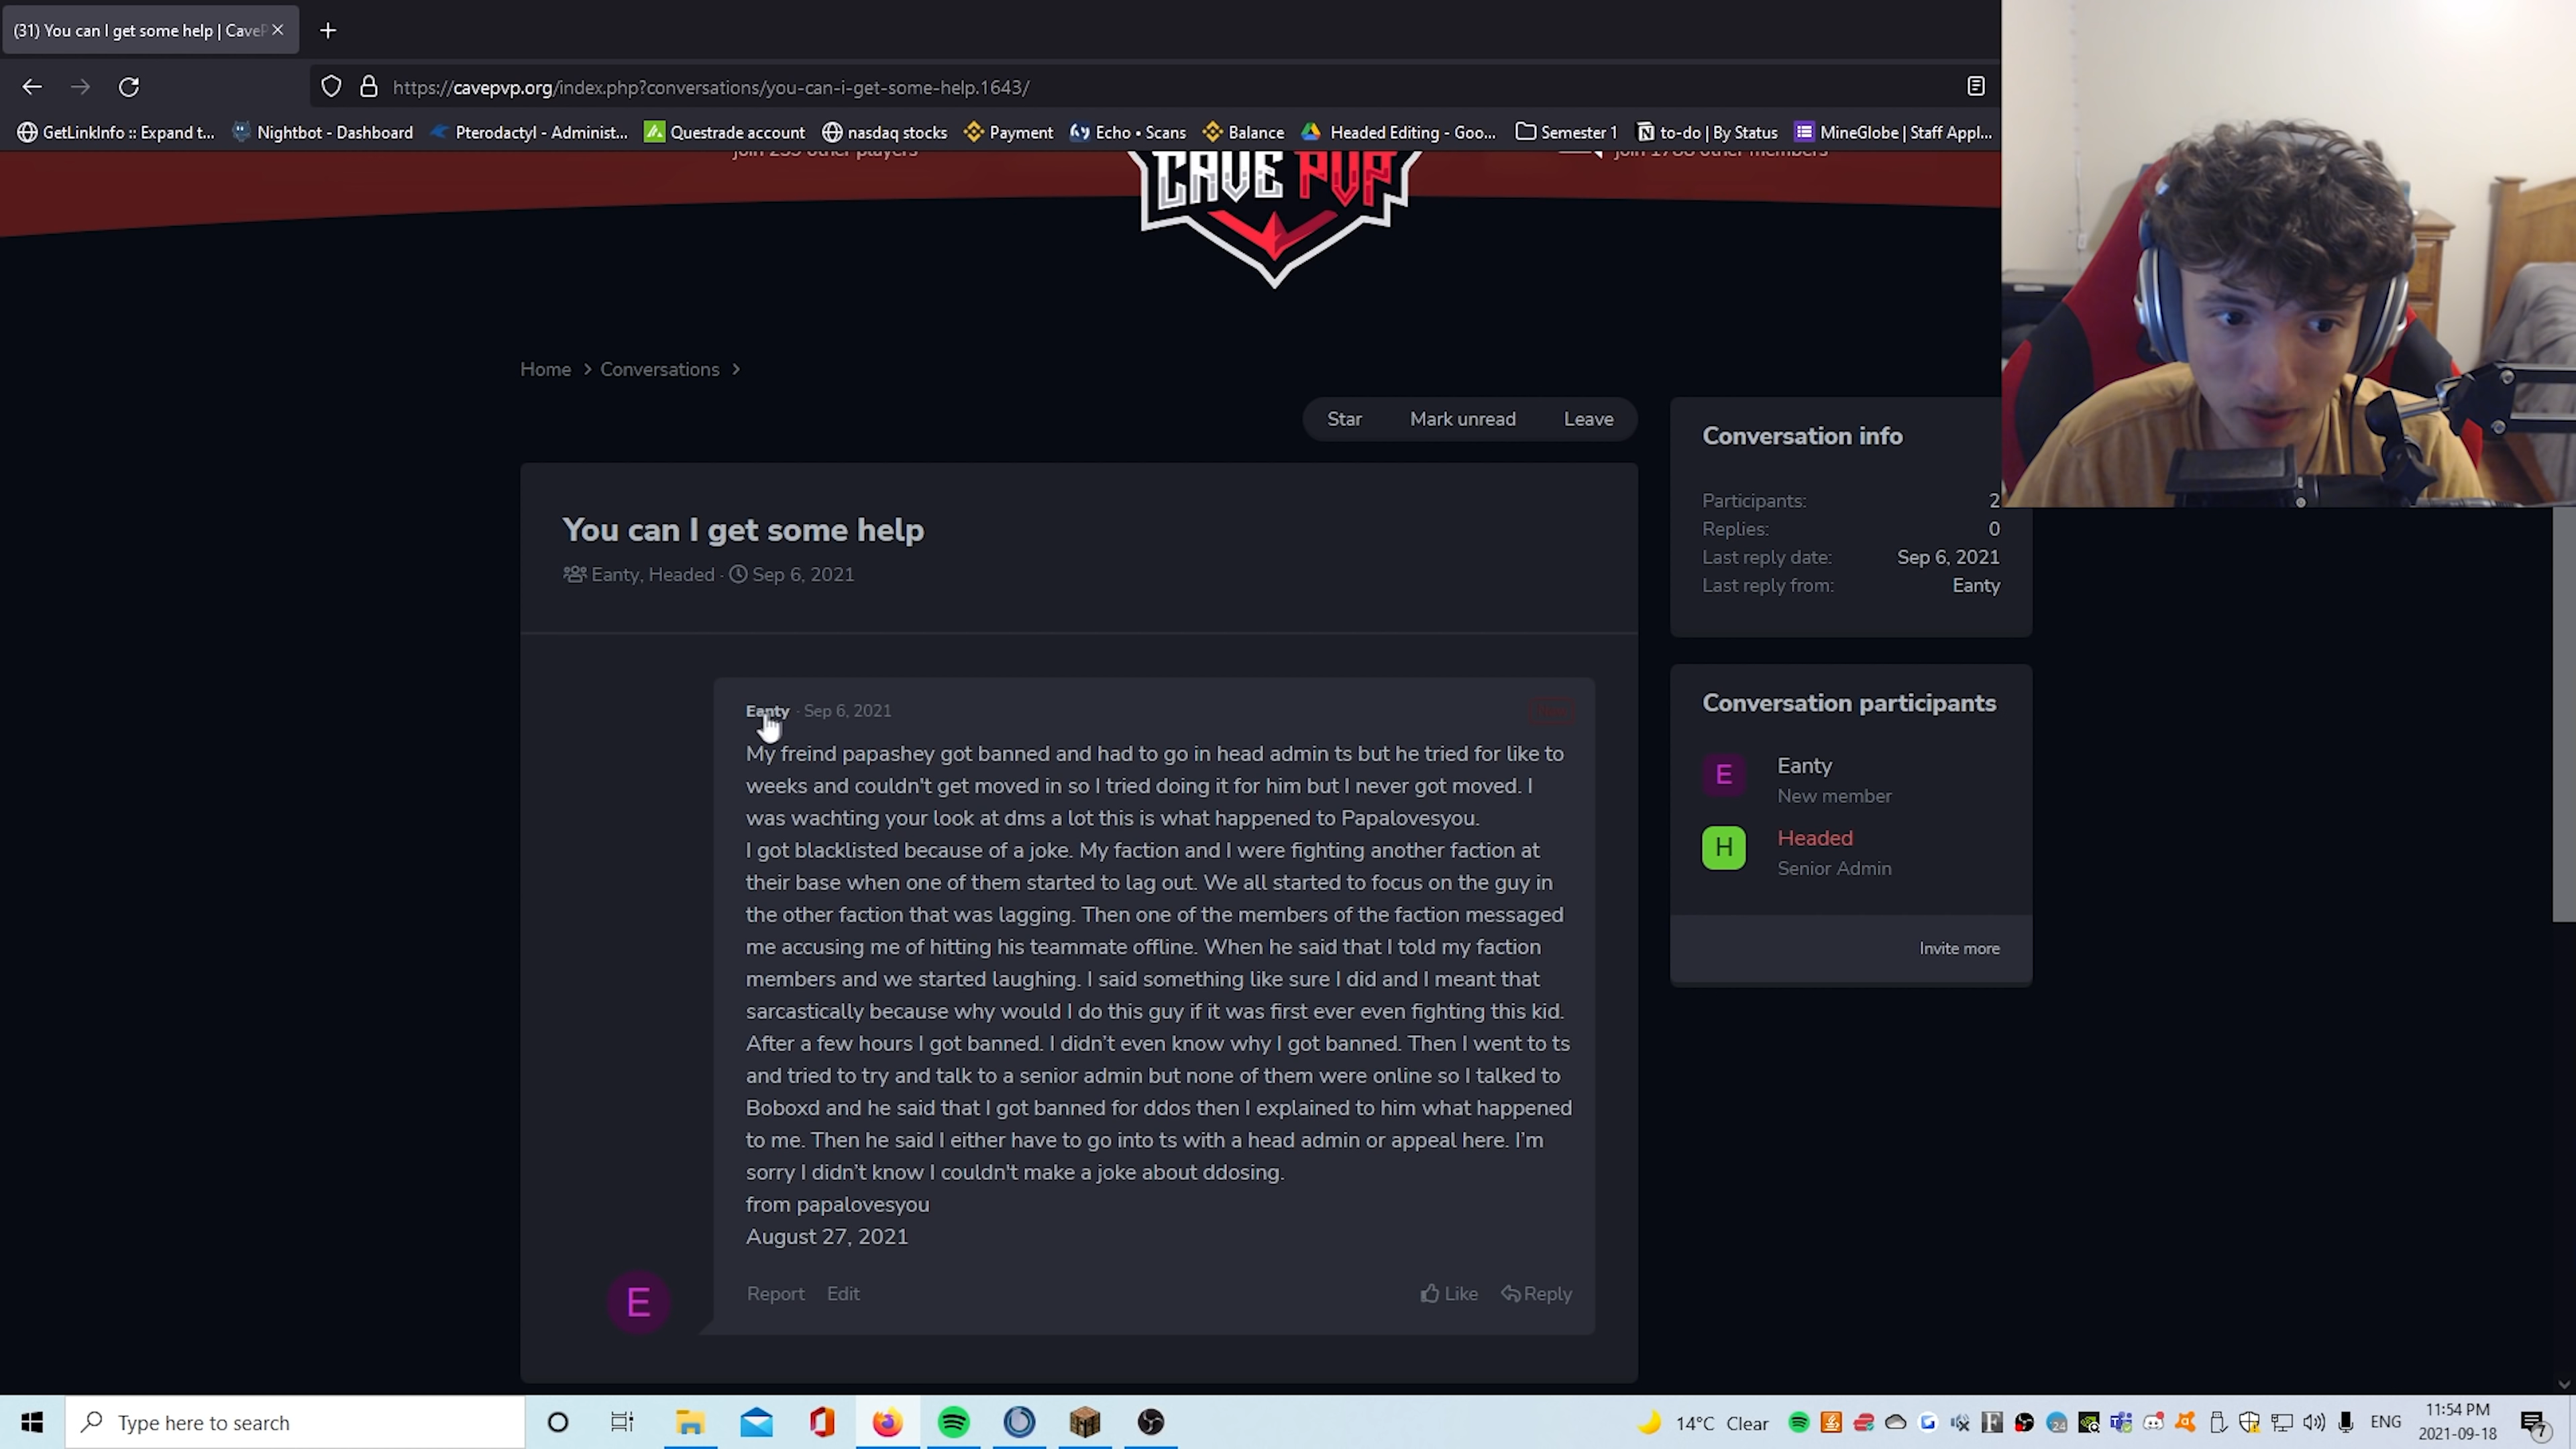 (31) You can I get some help | CaveP
https://cavepvp.org/index.php?conversations/you-can-i-get-some-help.1643/
GetLinkInfo :: Expand t... Nightbot - Dashboard Pterodactyl - Administ... Questrade account nasdaq stocks Payment Echo • Scans Balance Headed Editing - Goo... Semester 1 to-do | By Status MineGlobe | Staff Appl...
join 255 other players join 1788 other members
CAVE PVP
Home > Conversations >
Star Mark unread Leave
You can I get some help
Eanty, Headed · Sep 6, 2021
Eanty · Sep 6, 2021
My freind papashey got banned and had to go in head admin ts but he tried for like to
weeks and couldn't get moved in so I tried doing it for him but I never got moved. I
was wachting your look at dms a lot this is what happened to Papalovesyou.
I got blacklisted because of a joke. My faction and I were fighting another faction at
their base when one of them started to lag out. We all started to focus on the guy in
the other faction that was lagging. Then one of the members of the faction messaged
me accusing me of hitting his teammate offline. When he said that I told my faction
members and we started laughing. I said something like sure I did and I meant that
sarcastically because why would I do this guy if it was first ever even fighting this kid.
After a few hours I got banned. I didn't even know why I got banned. Then I went to ts
and tried to try and talk to a senior admin but none of them were online so I talked to
Boboxd and he said that I got banned for ddos then I explained to him what happened
to me. Then he said I either have to go into ts with a head admin or appeal here. I'm
sorry I didn't know I couldn't make a joke about ddosing.
from papalovesyou
August 27, 2021
Report Edit
Like Reply
E
Conversation info
Participants: 2
Replies: 0
Last reply date: Sep 6, 2021
Last reply from: Eanty
Conversation participants
E Eanty
New member
H Headed
Senior Admin
Invite more
Type here to search
14°C Clear
24
ENG
11:54 PM
2021-09-18
7